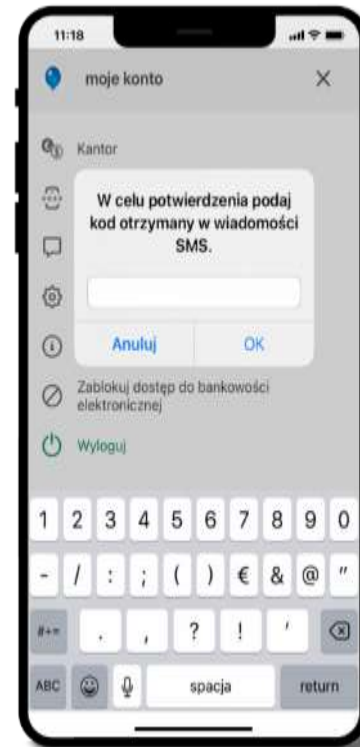 11:18
moje konto
Kantor
W celu potwierdzenia podaj
kod otrzymany w wiadomości
SMS.
Anuluj
OK
Zablokuj dostęp do bankowości
elektronicznej
Wyloguj
1 2 3 4 5 6 7 8 9 0
- / : ; ( ) € & @ "
#+= . , ? ! '
ABC spacja return